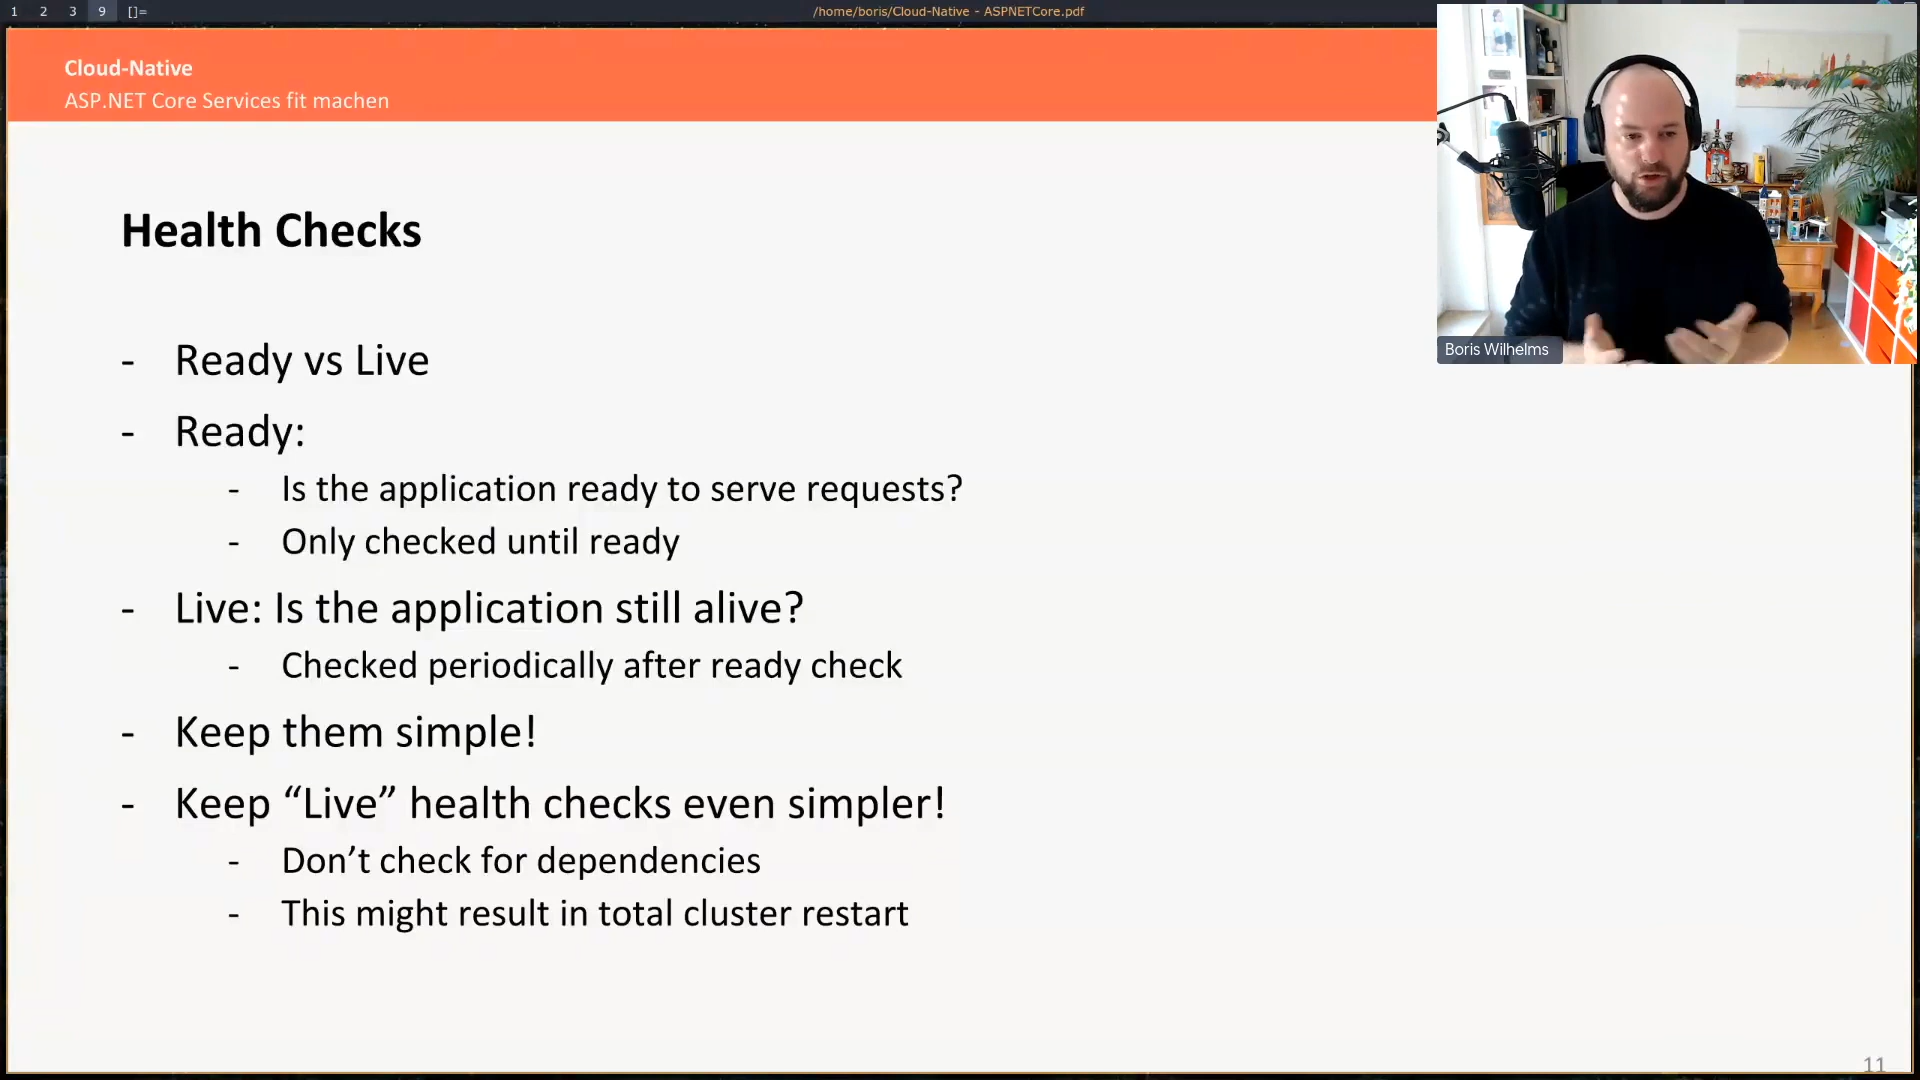 1 2 3 9 []= /home/boris/Cloud-Native - ASPNETCore.pdf
Cloud-Native
ASP.NET Core Services fit machen
Boris Wilhelms
Health Checks
- Ready vs Live
- Ready:
- Is the application ready to serve requests?
- Only checked until ready
- Live: Is the application still alive?
- Checked periodically after ready check
- Keep them simple!
- Keep “Live” health checks even simpler!
- Don’t check for dependencies
- This might result in total cluster restart
11